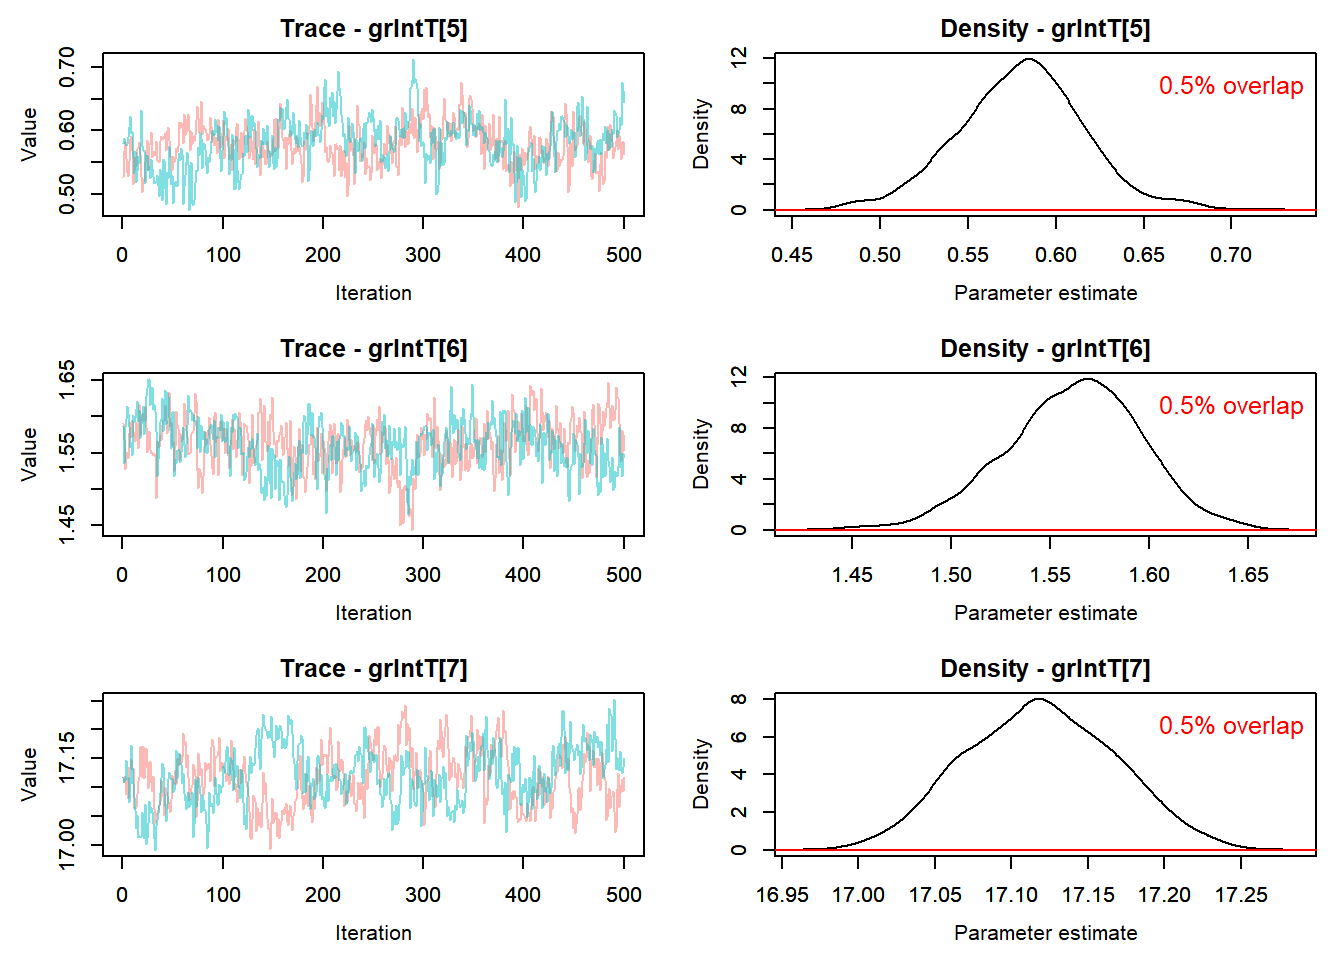 Trace - grIntT[5]
Value
0.50 0.60 0.70
0 100 200 300 400 500
Iteration
Density - grIntT[5]
Density
0 4 8 12
0.5% overlap
0.45 0.50 0.55 0.60 0.65 0.70
Parameter estimate
Trace - grIntT[6]
Value
1.45 1.55 1.65
0 100 200 300 400 500
Iteration
Density - grIntT[6]
Density
0 4 8 12
0.5% overlap
1.45 1.50 1.55 1.60 1.65
Parameter estimate
Trace - grIntT[7]
Value
17.00 17.15
0 100 200 300 400 500
Iteration
Density - grIntT[7]
Density
0 2 4 6 8
0.5% overlap
16.95 17.00 17.05 17.10 17.15 17.20 17.25
Parameter estimate